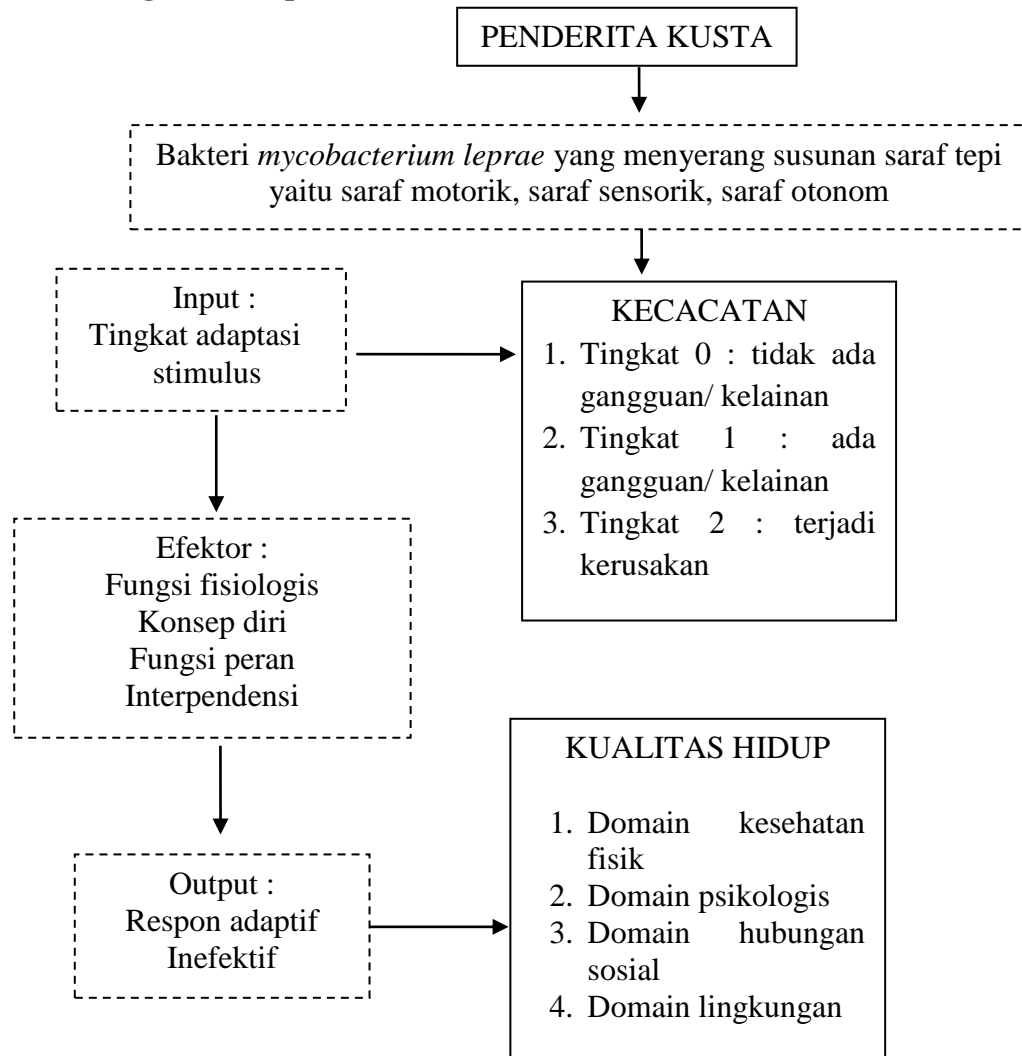 PENDERITA KUSTA
Bakteri mycobacterium leprae yang menyerang susunan saraf tepi
yaitu saraf motorik, saraf sensorik, saraf otonom
Input :
Tingkat adaptasi
stimulus
KECACATAN
1. Tingkat 0 : tidak ada
gangguan/ kelainan
2. Tingkat 1 : ada
gangguan/ kelainan
3. Tingkat 2 : terjadi
kerusakan
Efektor :
Fungsi fisiologis
Konsep diri
Fungsi peran
Interpendensi
KUALITAS HIDUP
1. Domain kesehatan
fisik
2. Domain psikologis
3. Domain hubungan
sosial
4. Domain lingkungan
Output :
Respon adaptif
Inefektif